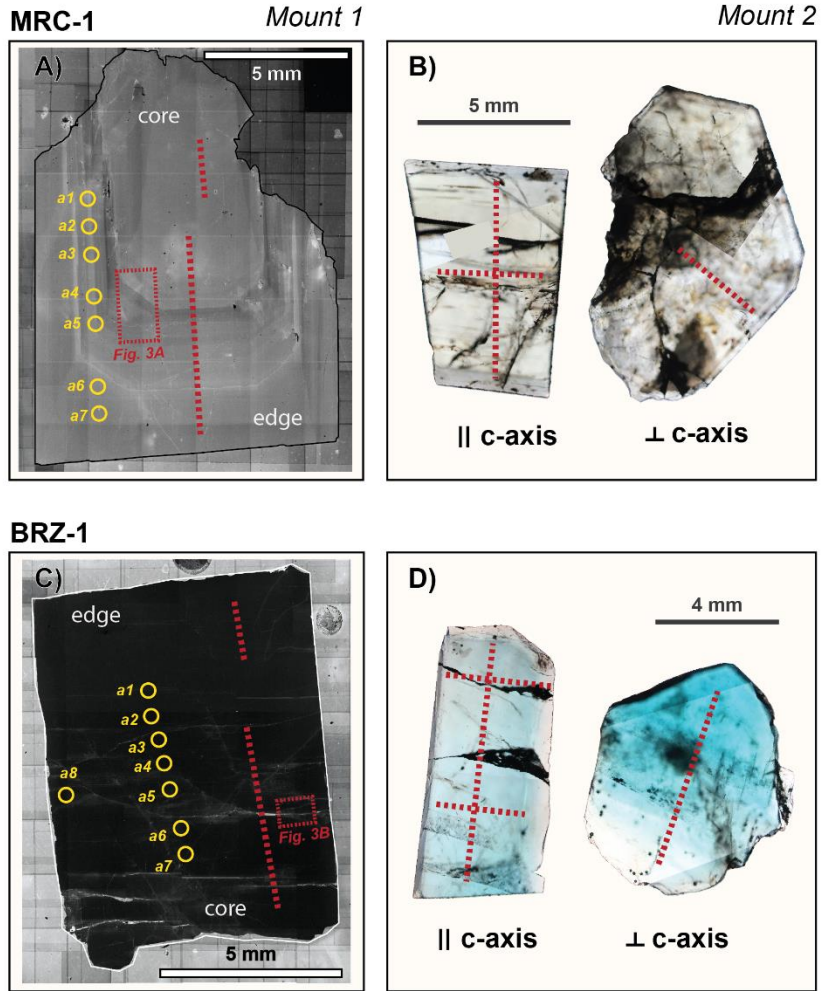 MRC-1
Mount 1
Mount 2
A)
5 mm
core
a1
a2
a3
a4
a5
Fig. 3A
a6
a7
edge
B)
5 mm
|| c-axis
⊥ c-axis
BRZ-1
C)
edge
a1
a2
a3
a4
a8
a5
a6
Fig. 3B
a7
core
5 mm
D)
4 mm
|| c-axis
⊥ c-axis